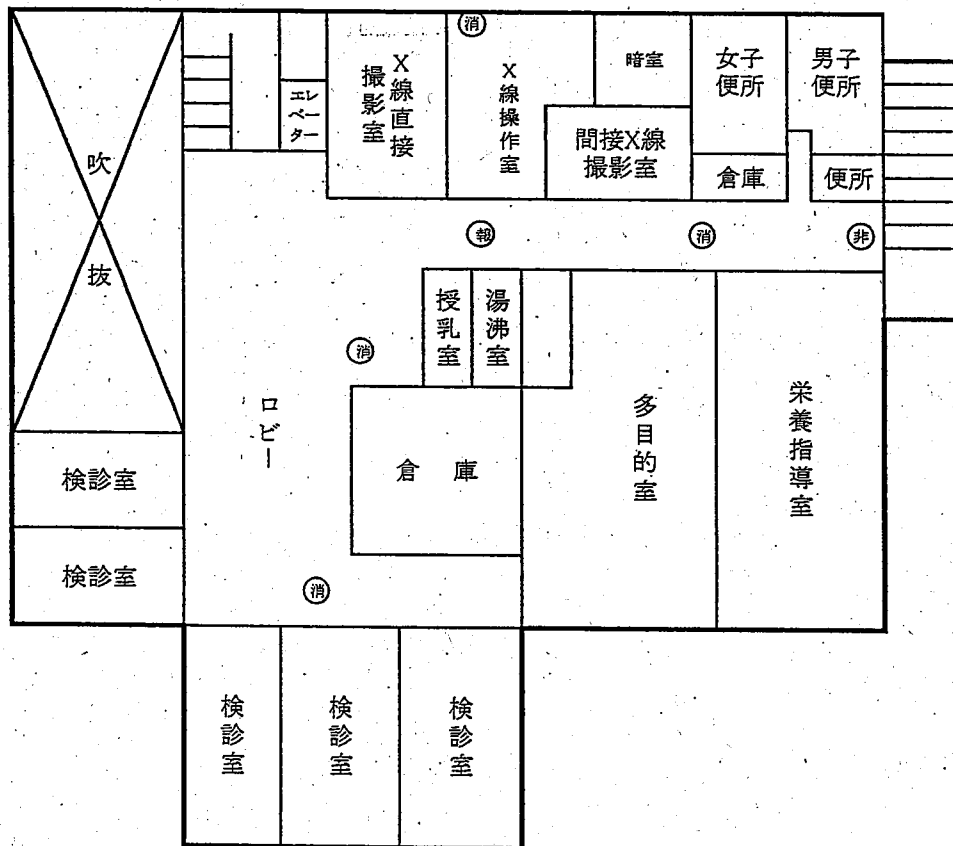 消
X線直接
撮影室
X線操作室
暗室
女子
便所
男子
便所
エレ
ベー
ター
間接X線
撮影室
倉庫
便所
吹
抜
報
消
非
授乳室
湯沸室
消
ロビー
多目的室
栄養指導室
倉庫
検診室
検診室
消
検診室
検診室
検診室